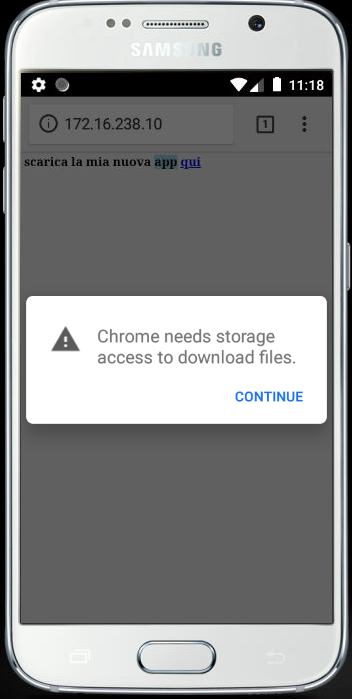 SAMSUNG
11:18
172.16.238.10
1
scarica la mia nuova app qui
Chrome needs storage
access to download files.
CONTINUE